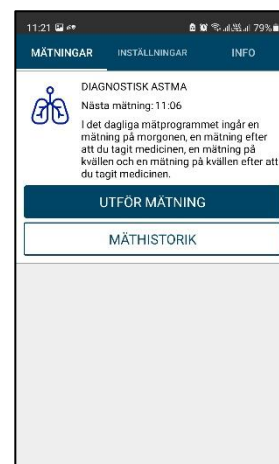 11:21 79%
MÄTNINGAR INSTÄLLNINGAR INFO
DIAGNOSTISK ASTMA
Nästa mätning: 11:06
I det dagliga mätprogrammet ingår en
mätning på morgonen, en mätning efter
att du tagit medicinen, en mätning på
kvällen och en mätning på kvällen efter att
du tagit medicinen.
UTFÖR MÄTNING
MÄTHISTORIK